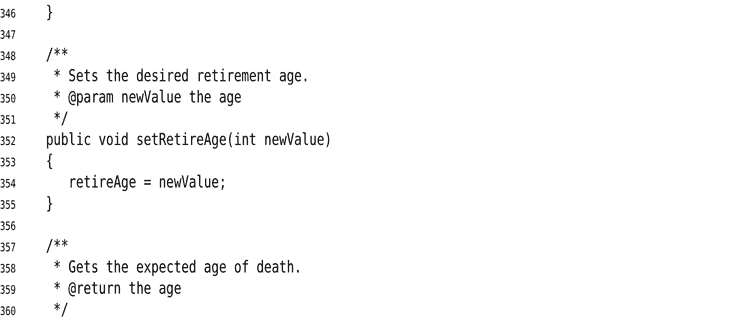 346    }
347
348    /**
349     * Sets the desired retirement age.
350     * @param newValue the age
351     */
352    public void setRetireAge(int newValue)
353    {
354       retireAge = newValue;
355    }
356
357    /**
358     * Gets the expected age of death.
359     * @return the age
360     */